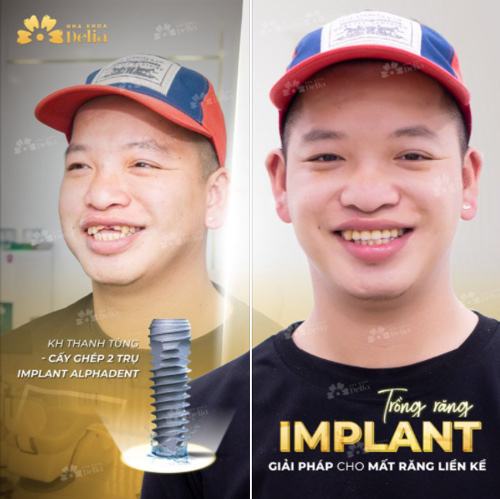 NHA KHOA
Delia
KH THANH TÙNG
- CẤY GHÉP 2 TRỤ
IMPLANT ALPHADENT
Trồng răng
IMPLANT
GIẢI PHÁP CHO MẤT RĂNG LIỀN KỀ